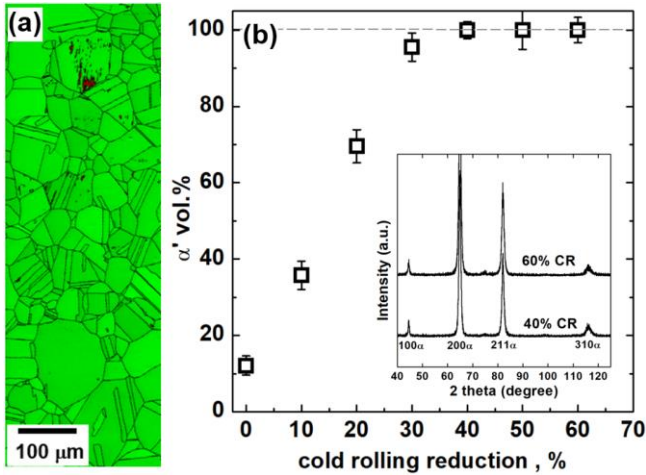 (a)
100 μm
(b)
α' vol.%
100
80
60
40
20
0
0 10 20 30 40 50 60 70
cold rolling reduction , %
Intensity (a.u.)
60% CR
40% CR
100α 200α 211α 310α
40 50 60 70 80 90 100 110 120
2 theta (degree)